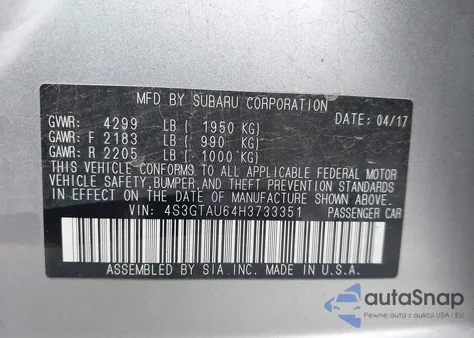 MFD BY SUBARU CORPORATION
GVWR: 4299 LB ( 1950 KG) DATE: 04/17
GAWR: F 2183 LB ( 990 KG)
GAWR: R 2205 LB ( 1000 KG)
THIS VEHICLE CONFORMS TO ALL APPLICABLE FEDERAL MOTOR
VEHICLE SAFETY, BUMPER, AND THEFT PREVENTION STANDARDS
IN EFFECT ON THE DATE OF MANUFACTURE SHOWN ABOVE.
VIN: 4S3GTAU64H3733351 PASSENGER CAR
ASSEMBLED BY SIA, INC. MADE IN U.S.A.
autoSnap
Pewne auta z aukcji USA i EU